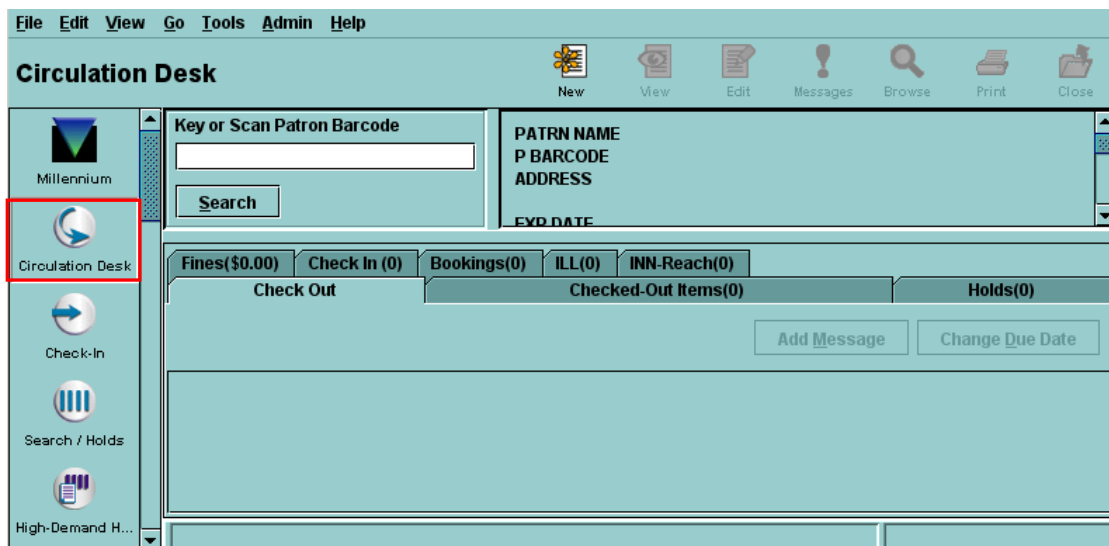 File Edit View Go Tools Admin Help
Circulation Desk
New View Edit Messages Browse Print Close
Millennium
Circulation Desk
Check-In
Search / Holds
High-Demand H...
Key or Scan Patron Barcode
Search
PATRN NAME
P BARCODE
ADDRESS
EXP DATE
Fines($0.00) Check In (0) Bookings(0) ILL(0) INN-Reach(0)
Check Out Checked-Out Items(0) Holds(0)
Add Message Change Due Date